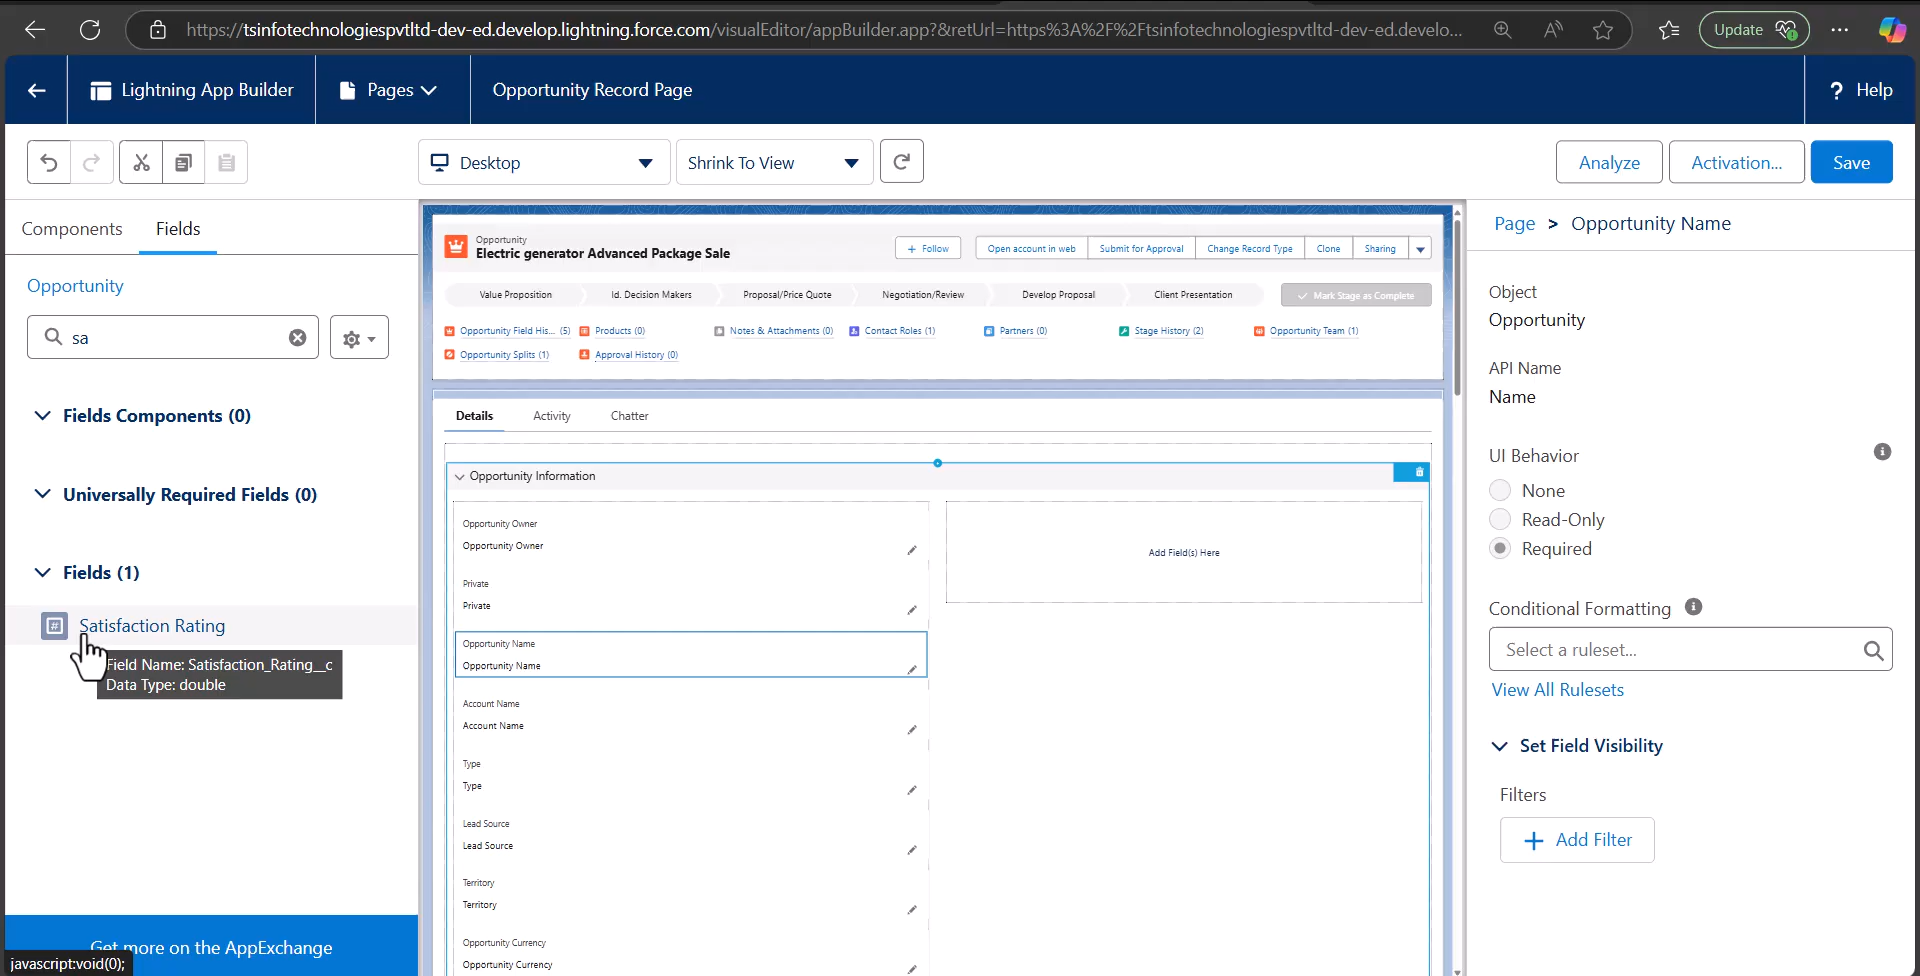 https://tsinfotechnologiespvtltd-dev-ed.develop.lightning.force.com/visualEditor/appBuilder.app?&retUrl=https%3A%2F%2Ftsinfotechnologiespvtltd-dev-ed.develo...
Update
Lightning App Builder
Pages
Opportunity Record Page
? Help
Desktop
Shrink To View
Analyze
Activation...
Save
Components
Fields
Opportunity
sa
Fields Components (0)
Universally Required Fields (0)
Fields (1)
Satisfaction Rating
Field Name: Satisfaction_Rating__c
Data Type: double
Get more on the AppExchange
javascript:void(0);
Opportunity
Electric generator Advanced Package Sale
+ Follow
Open account in web
Submit for Approval
Change Record Type
Clone
Sharing
Value Proposition
Id. Decision Makers
Proposal/Price Quote
Negotiation/Review
Develop Proposal
Client Presentation
Mark Stage as Complete
Opportunity Field His... (5)
Products (0)
Notes & Attachments (0)
Contact Roles (1)
Partners (0)
Stage History (2)
Opportunity Team (1)
Opportunity Splits (1)
Approval History (0)
Details
Activity
Chatter
Opportunity Information
Opportunity Owner
Opportunity Owner
Private
Private
Opportunity Name
Opportunity Name
Account Name
Account Name
Type
Type
Lead Source
Lead Source
Territory
Territory
Opportunity Currency
Opportunity Currency
Add Field(s) Here
Page > Opportunity Name
Object
Opportunity
API Name
Name
UI Behavior
None
Read-Only
Required
Conditional Formatting
Select a ruleset...
View All Rulesets
Set Field Visibility
Filters
+ Add Filter